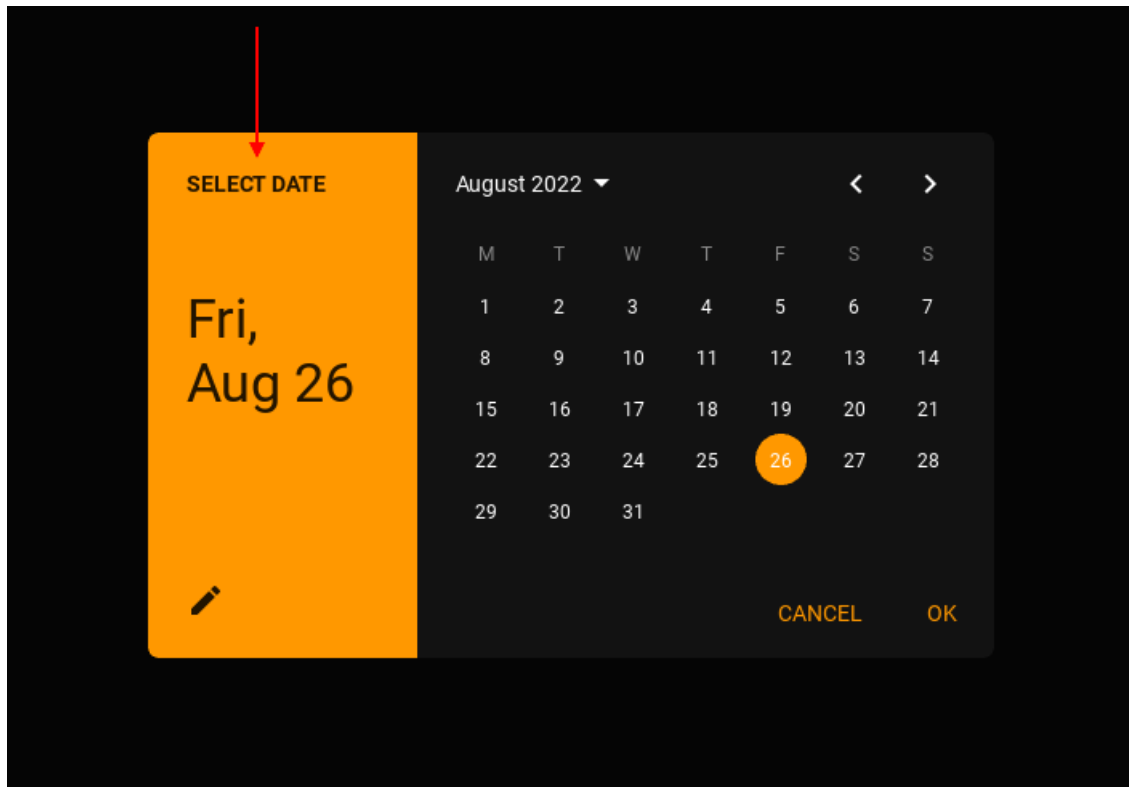 SELECT DATE
Fri,
Aug 26
August 2022
M T W T F S S
1 2 3 4 5 6 7
8 9 10 11 12 13 14
15 16 17 18 19 20 21
22 23 24 25 26 27 28
29 30 31
CANCEL OK